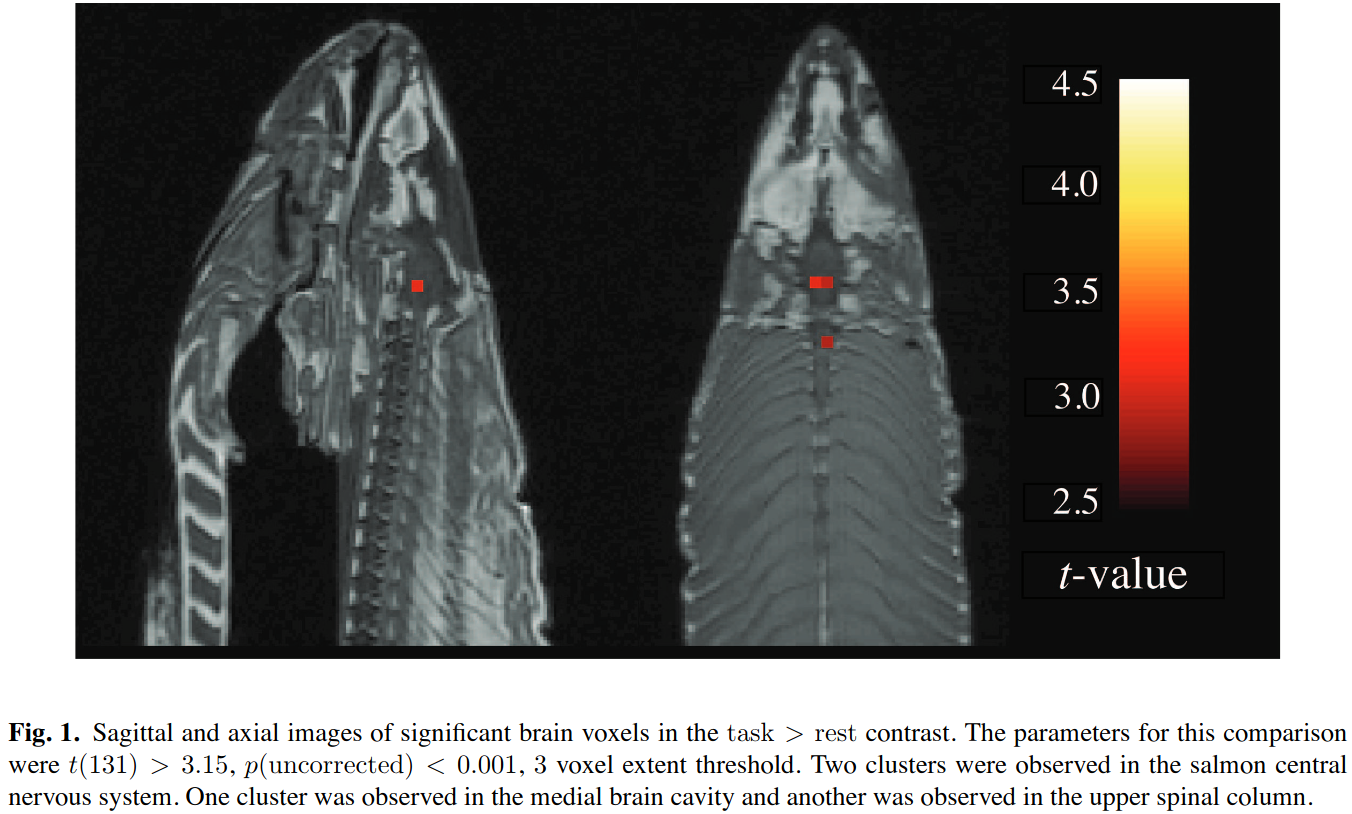 4.5
4.0
3.5
3.0
2.5
t-value
Fig. 1. Sagittal and axial images of significant brain voxels in the task > rest contrast. The parameters for this comparison
were t(131) > 3.15, p(uncorrected) < 0.001, 3 voxel extent threshold. Two clusters were observed in the salmon central
nervous system. One cluster was observed in the medial brain cavity and another was observed in the upper spinal column.